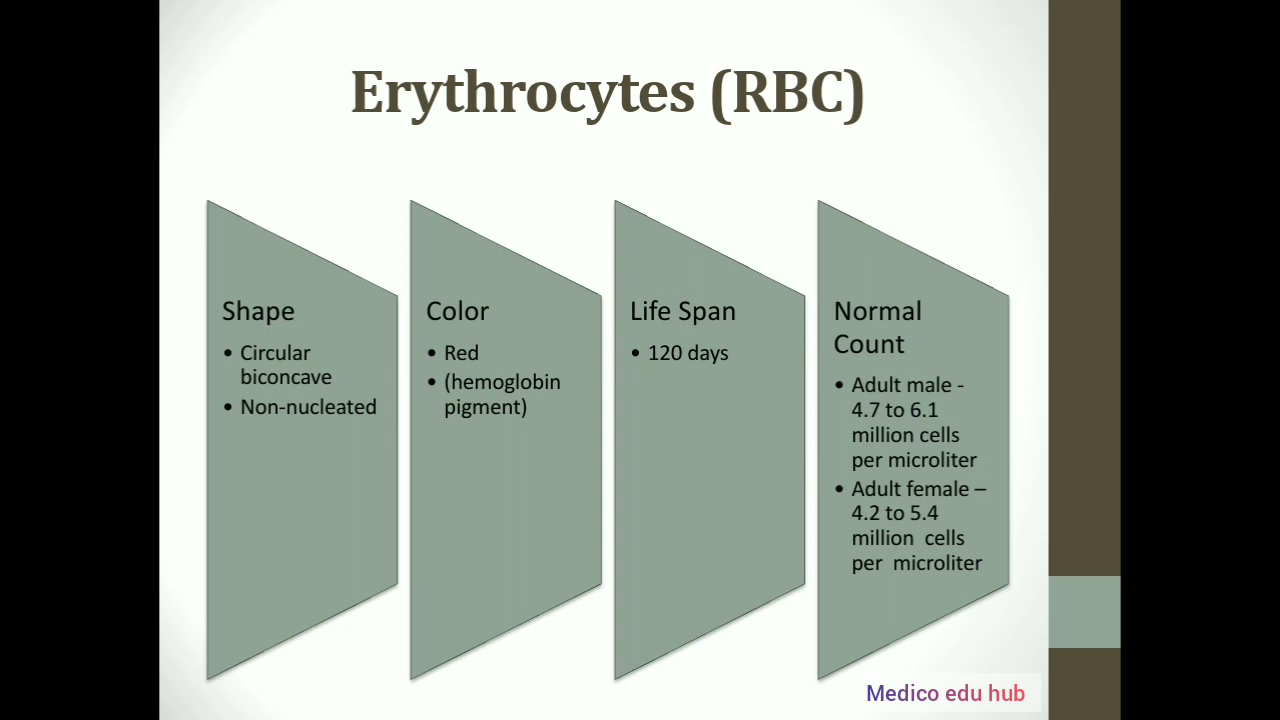 Erythrocytes (RBC)
Shape
• Circular
biconcave
• Non-nucleated
Color
• Red
• (hemoglobin
pigment)
Life Span
• 120 days
Normal
Count
• Adult male -
4.7 to 6.1
million cells
per microliter
• Adult female –
4.2 to 5.4
million  cells
per  microliter
Medico edu hub